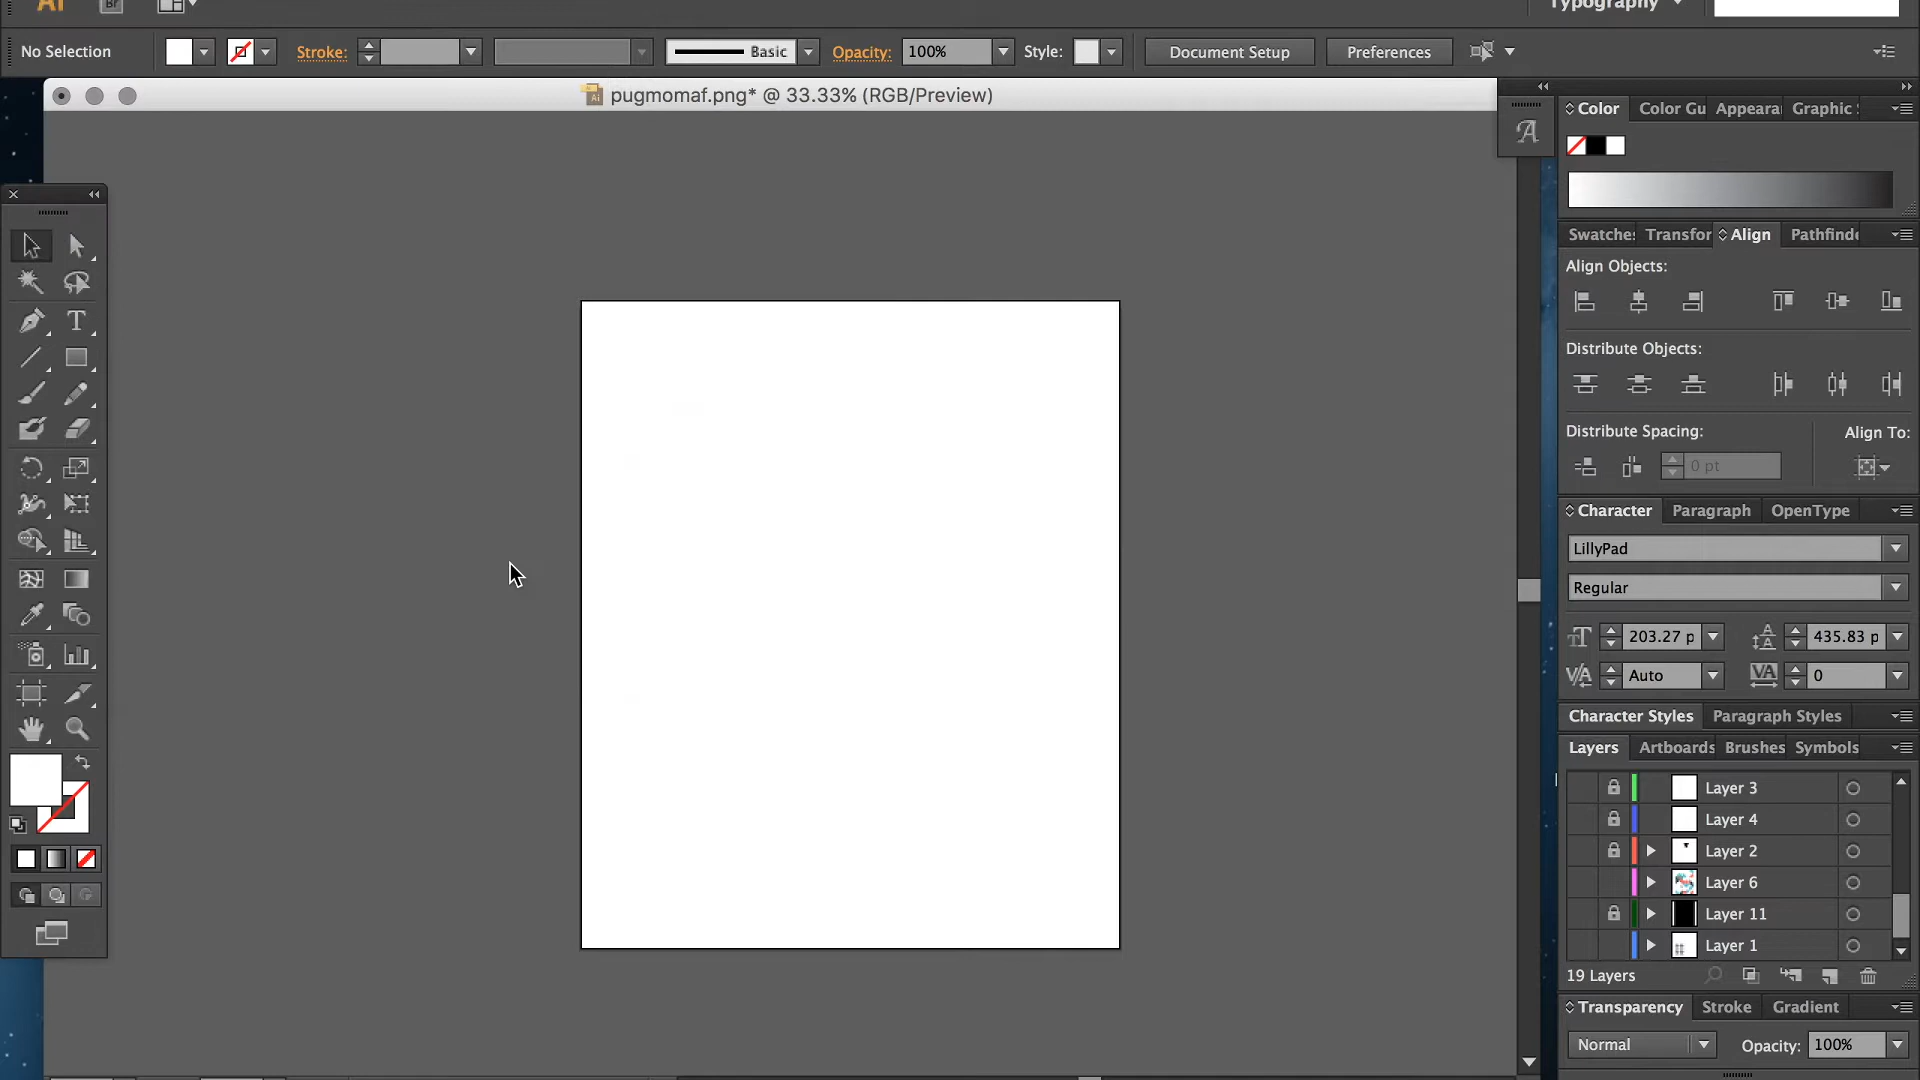 Ai Br Typography
No Selection Stroke: Basic Opacity: 100% Style: Document Setup Preferences
pugmomaf.png* @ 33.33% (RGB/Preview)
Color Color Gu Appeara Graphic
Swatche: Transfor Align Pathfinde
Align Objects:
Distribute Objects:
Distribute Spacing: Align To:
0 pt
Character Paragraph OpenType
LillyPad
Regular
203.27 p 435.83 p
Auto 0
Character Styles Paragraph Styles
Layers Artboards Brushes Symbols
Layer 3
Layer 4
Layer 2
Layer 6
Layer 11
Layer 1
19 Layers
Transparency Stroke Gradient
Normal Opacity: 100%